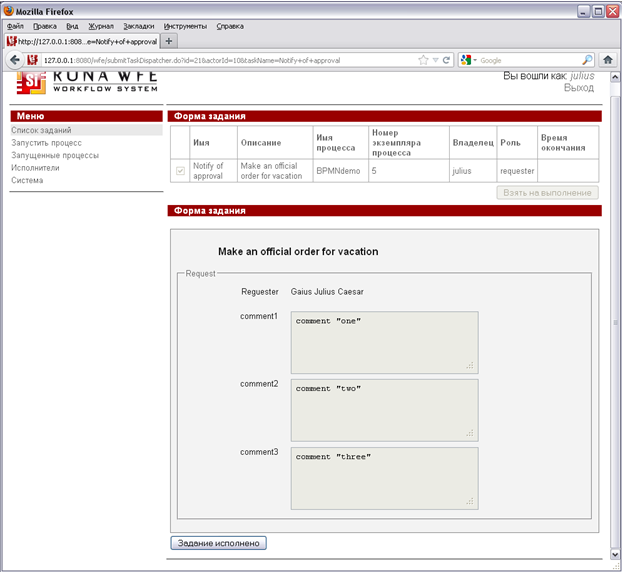 Mozilla Firefox
Файл Правка Вид Журнал Закладки Инструменты Справка
http://127.0.0.1:808...e=Notify+of+approval
127.0.0.1:8080/wfe/submitTaskDispatcher.do?id=21&actorId=10&taskName=Notify+of+approval
Google
RUNA WFE
WORKFLOW SYSTEM
Вы вошли как: julius
Выход
Меню
Список заданий
Запустить процесс
Запущенные процессы
Исполнители
Система
Форма задания
Имя Описание Имя процесса Номер экземпляра процесса Владелец Роль Время окончания
Notify of approval Make an official order for vacation BPMNdemo 5 julius requester
Взять на выполнение
Форма задания
Make an official order for vacation
Request
Reguester Gaius Julius Caesar
comment1
comment "one"
comment2
comment "two"
comment3
comment "three"
Задание исполнено